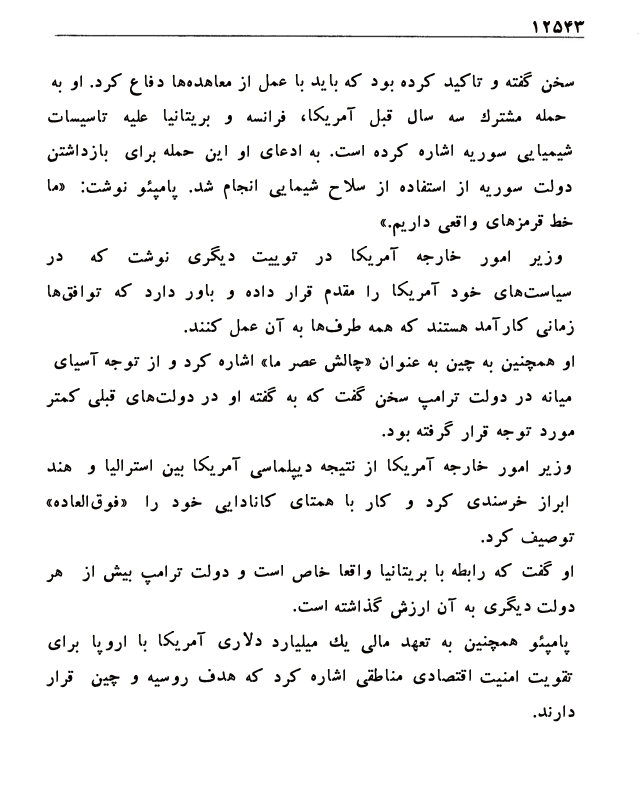 ۱۲۵۴۳
سخن گفته و تاکید کرده بود که باید با عمل از معاهده‌ها دفاع کرد. او به
حمله مشترك سه سال قبل آمریکا، فرانسه و بریتانیا علیه تاسیسات
شیمیایی سوریه اشاره کرده است. به ادعای او این حمله برای بازداشتن
دولت سوریه از استفاده از سلاح شیمایی انجام شد. پامپئو نوشت: «ما
خط قرمزهای واقعی داریم.»
وزیر امور خارجه آمریکا در توییت دیگری نوشت که در
سیاست‌های خود آمریکا را مقدم قرار داده و باور دارد که توافق‌ها
زمانی کارآمد هستند که همه طرف‌ها به آن عمل کنند.
او همچنین به چین به عنوان «چالش عصر ما» اشاره کرد و از توجه آسیای
میانه در دولت ترامپ سخن گفت که به گفته او در دولت‌های قبلی کمتر
مورد توجه قرار گرفته بود.
وزیر امور خارجه آمریکا از نتیجه دیپلماسی آمریکا بین استرالیا و هند
ابراز خرسندی کرد و کار با همتای کانادایی خود را «فوق‌العاده»
توصیف کرد.
او گفت که رابطه با بریتانیا واقعا خاص است و دولت ترامپ بیش از هر
دولت دیگری به آن ارزش گذاشته است.
پامپئو همچنین به تعهد مالی یك میلیارد دلاری آمریکا با اروپا برای
تقویت امنیت اقتصادی مناطقی اشاره کرد که هدف روسیه و چین قرار
دارند.